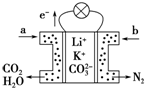 e⁻
a
b
Li⁺
K⁺
CO₃²⁻
CO₂
H₂O
N₂